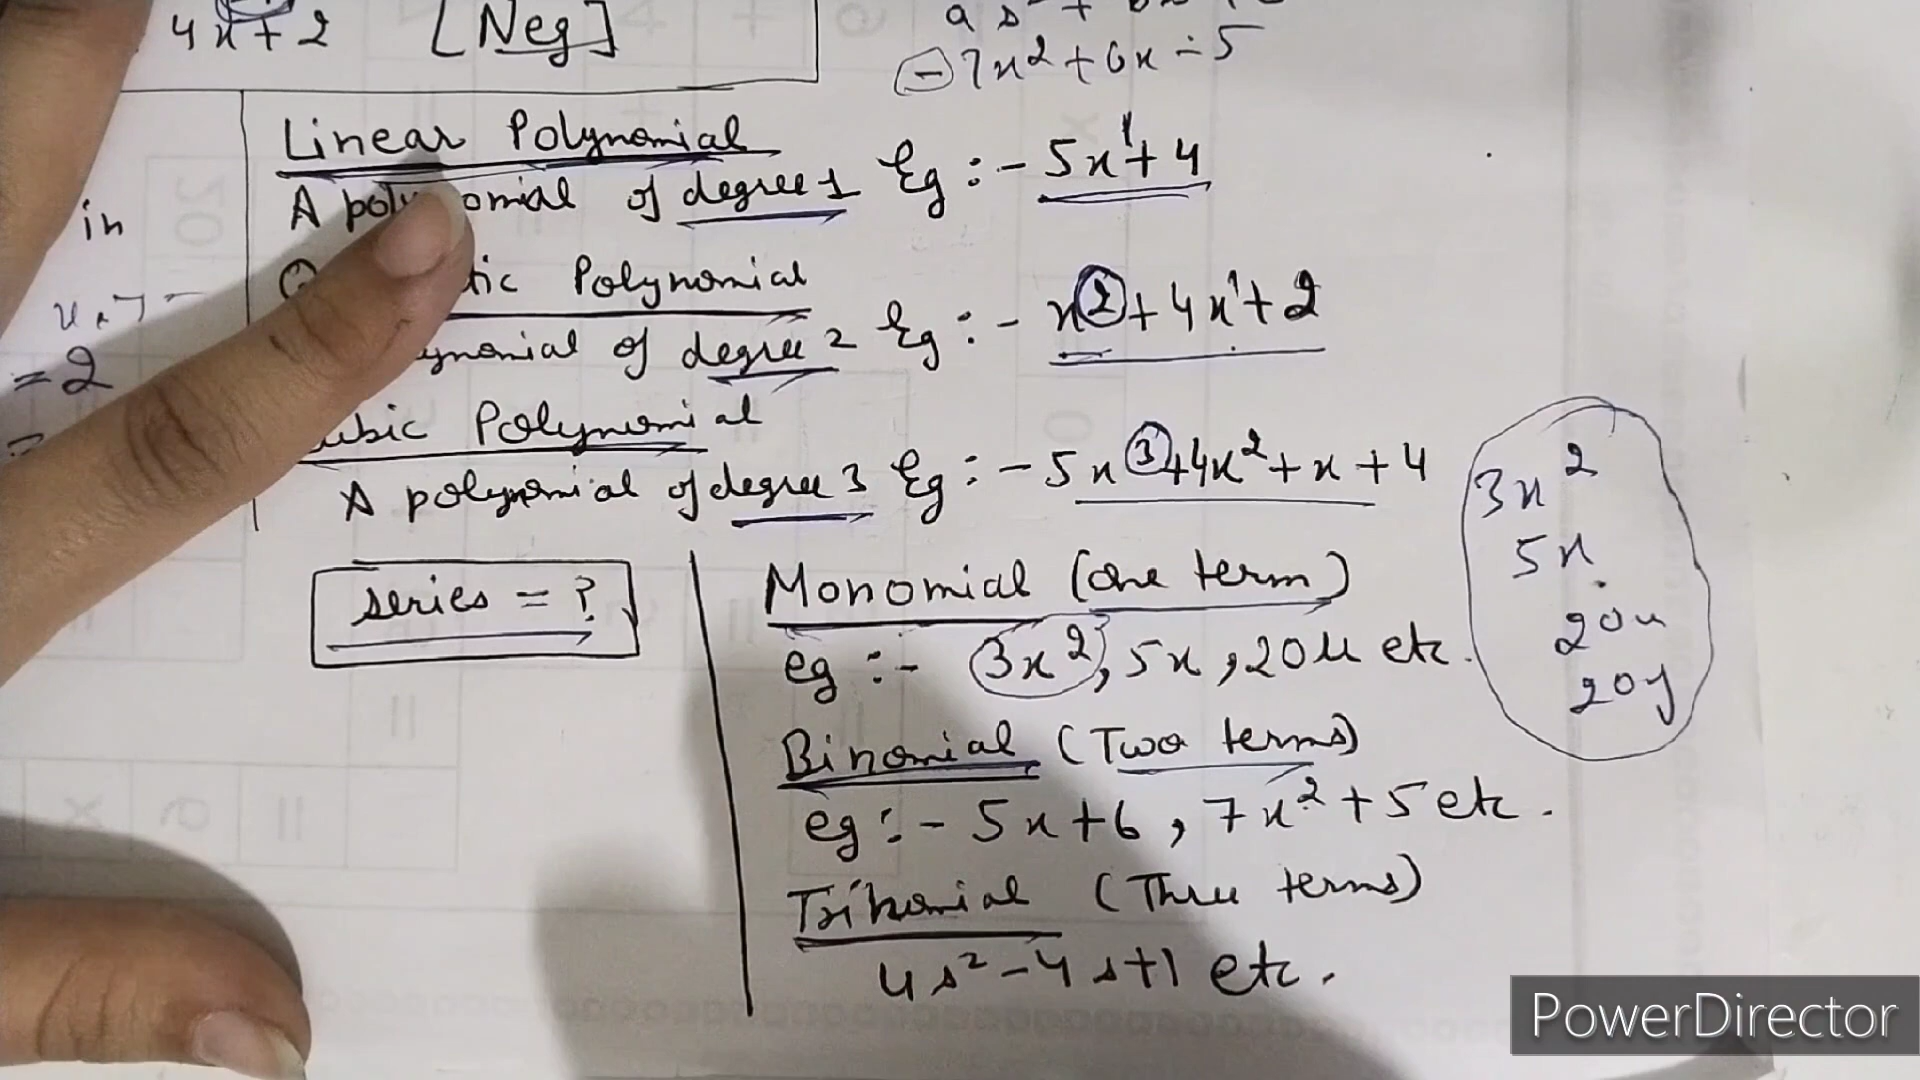 4x+2 [Neg]
-7x²+6x-5
in
=2
Linear Polynomial
A polynomial of degree 1 Eg :- 5x¹+4
tic Polynomial
ynomial of degree 2 Eg :- x²+4x¹+2
ubic Polynomial
A polynomial of degree 3 Eg :- 5x³+4x²+x+4
series = ?
Monomial (one term)
eg :- 3x², 5x, 20u etc.
Binomial (Two terms)
eg :- 5x+6, 7x²+5 etc.
Trinomial (Three terms)
4s²-4s+1 etc.
3x²
5x
20u
20y
PowerDirector